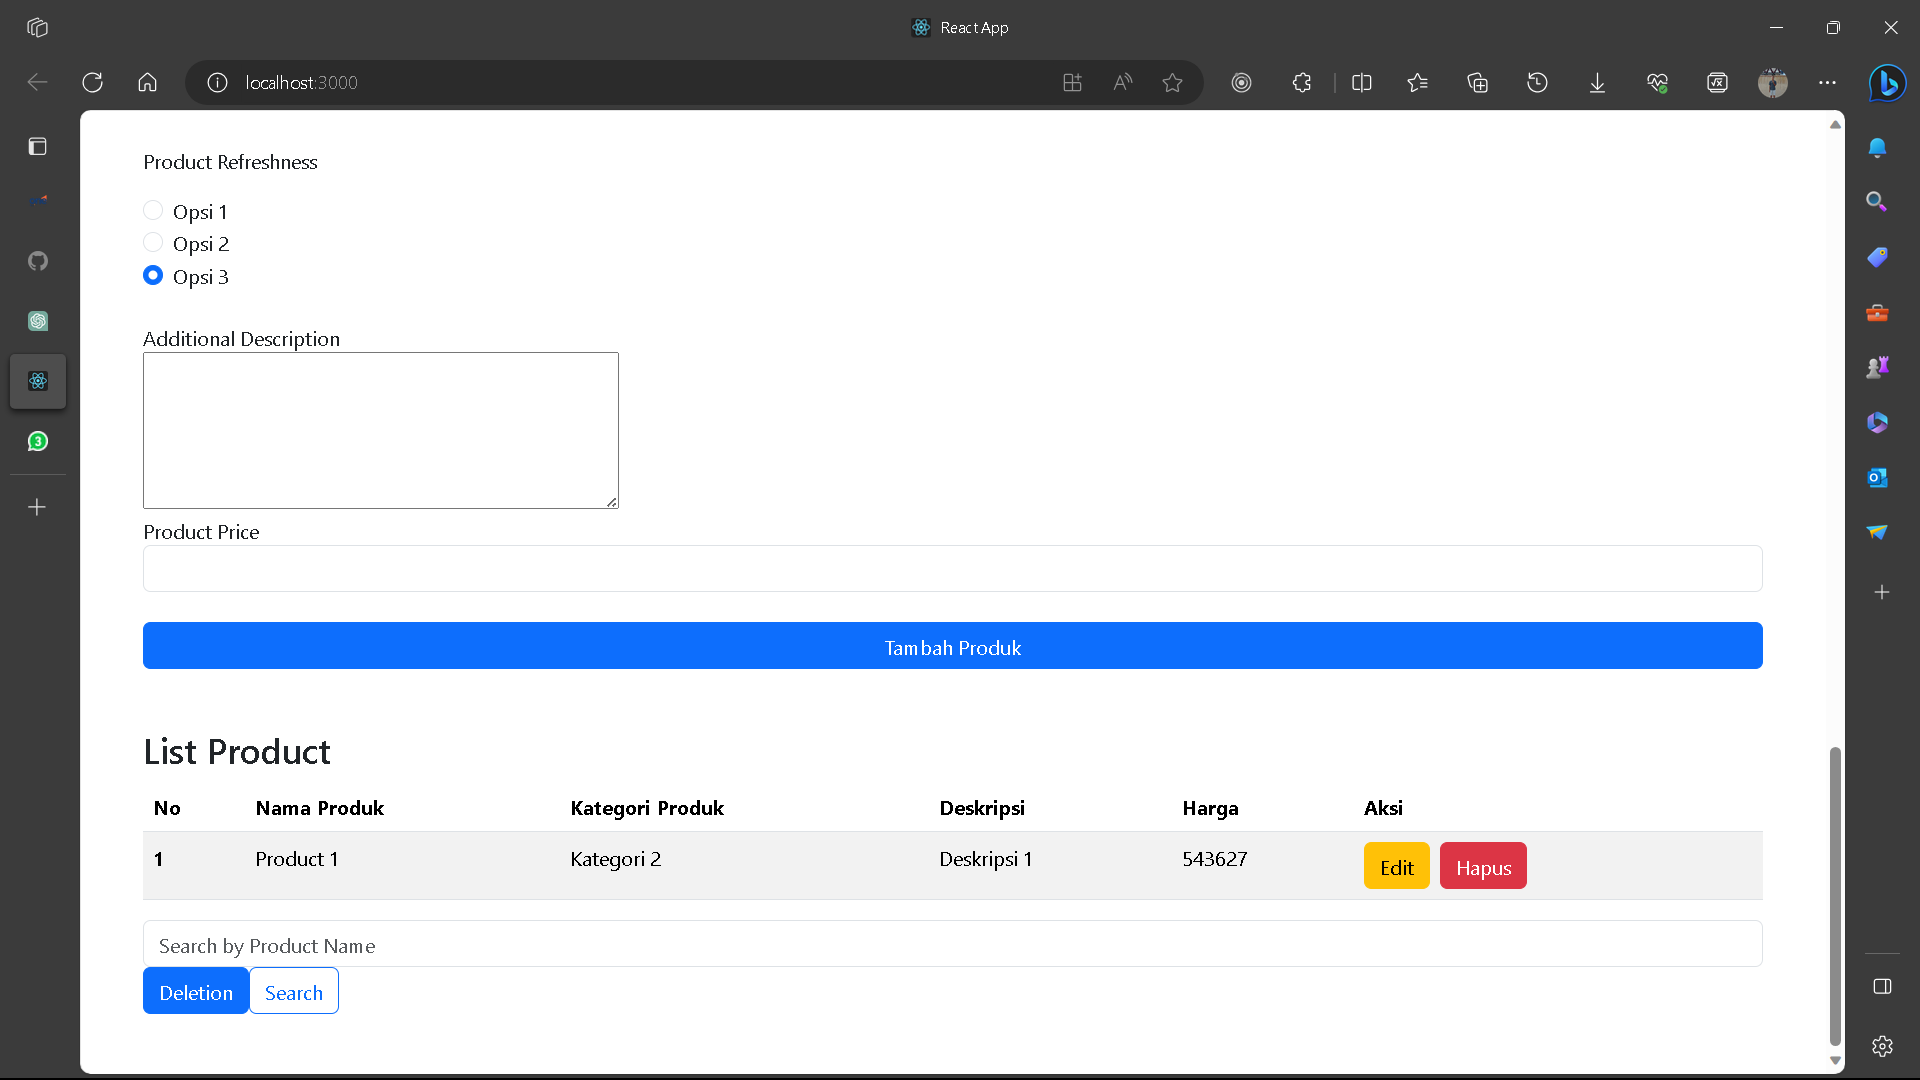 React App
localhost:3000
Product Refreshness
Opsi 1
Opsi 2
Opsi 3
Additional Description
3
Product Price
Tambah Produk
List Product
No Nama Produk Kategori Produk Deskripsi Harga Aksi
1 Product 1 Kategori 2 Deskripsi 1 543627 Edit Hapus
Search by Product Name
Deletion Search